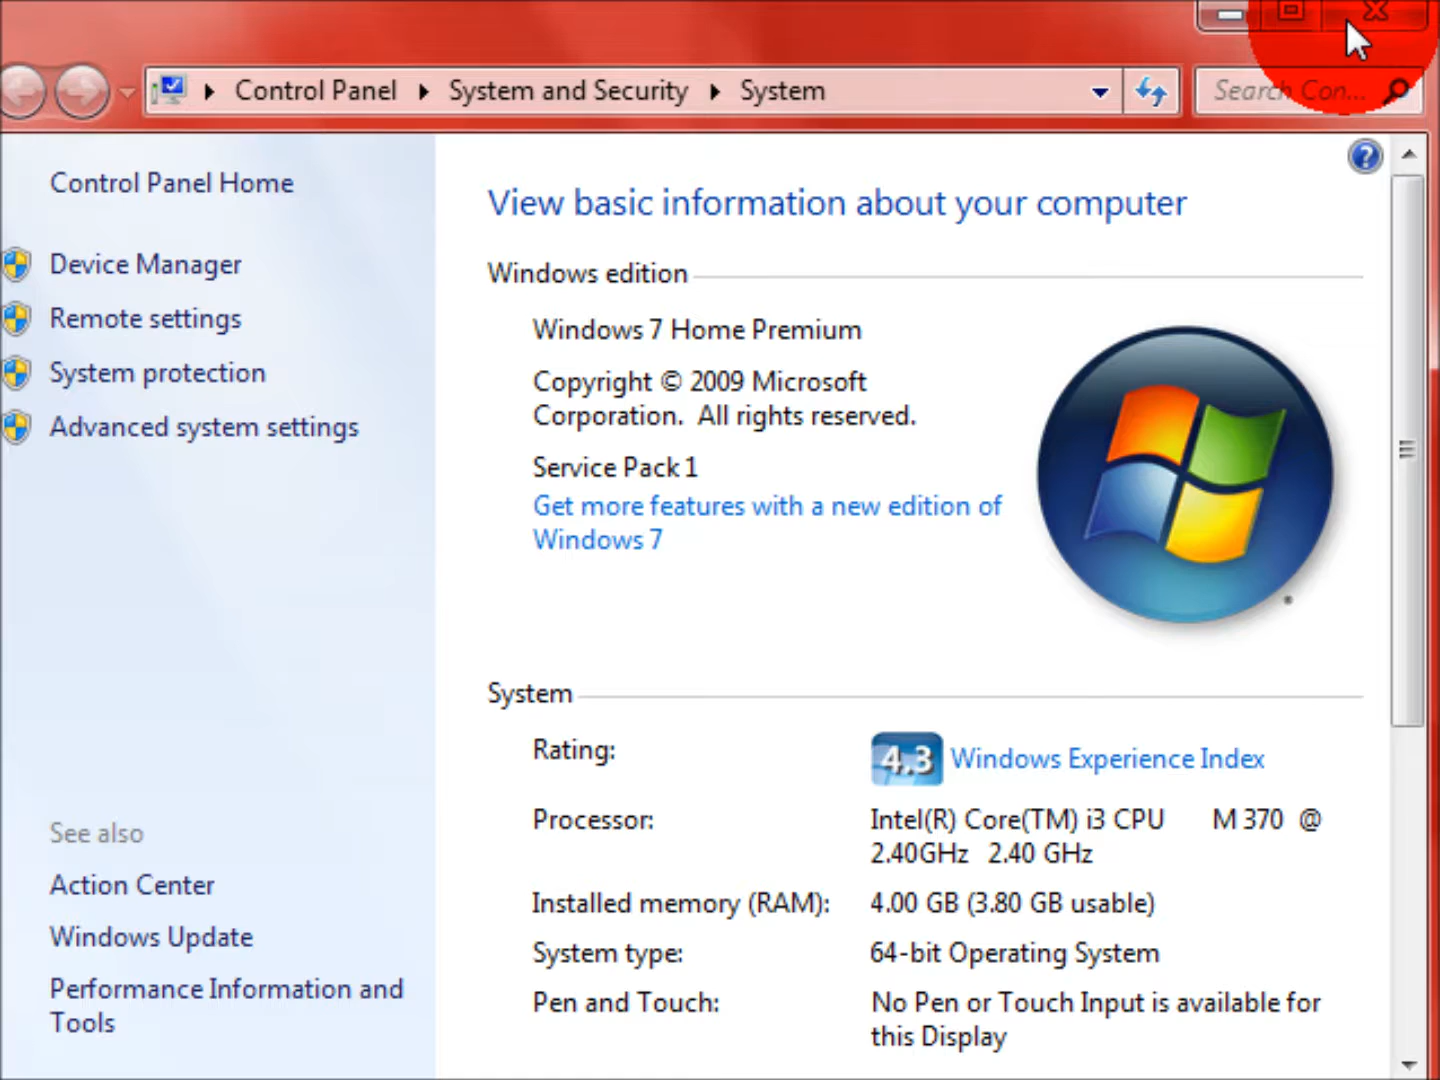 Control Panel System and Security System
Search Con...
Control Panel Home
Device Manager
Remote settings
System protection
Advanced system settings
See also
Action Center
Windows Update
Performance Information and
Tools
View basic information about your computer
Windows edition
Windows 7 Home Premium
Copyright © 2009 Microsoft
Corporation. All rights reserved.
Service Pack 1
Get more features with a new edition of
Windows 7
System
Rating: 4.3 Windows Experience Index
Processor: Intel(R) Core(TM) i3 CPU M 370 @
2.40GHz 2.40 GHz
Installed memory (RAM): 4.00 GB (3.80 GB usable)
System type: 64-bit Operating System
Pen and Touch: No Pen or Touch Input is available for
this Display